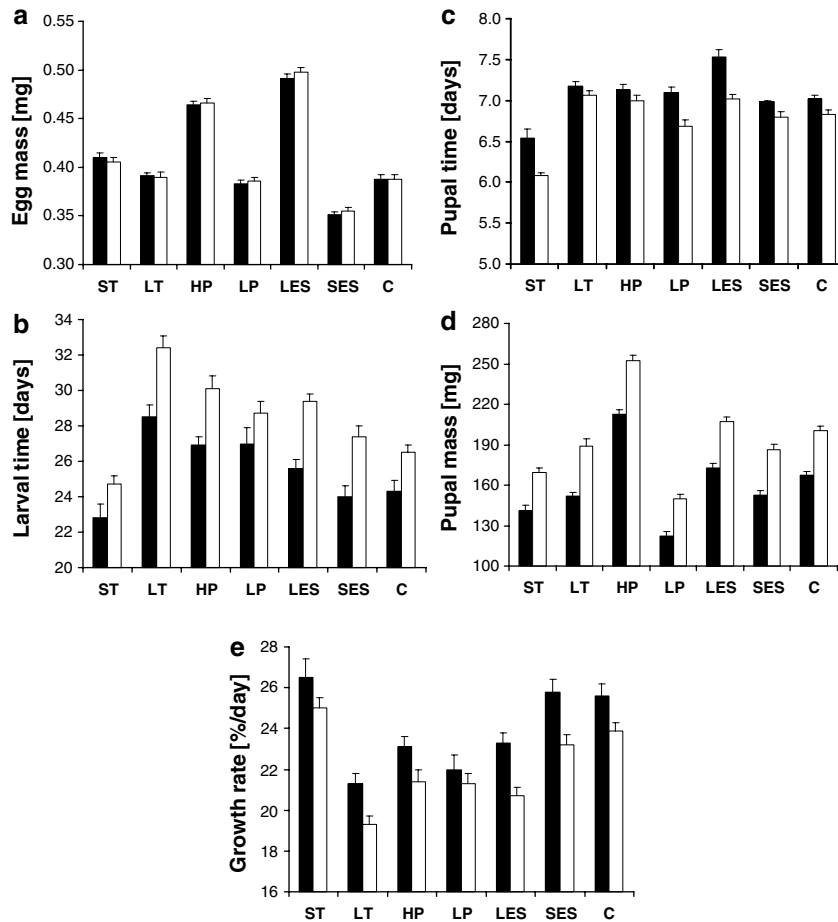 a
Egg mass [mg]
0.55
0.50
0.45
0.40
0.35
0.30
ST LT HP LP LES SES C
c
Pupal time [days]
8.0
7.5
7.0
6.5
6.0
5.5
5.0
ST LT HP LP LES SES C
b
Larval time [days]
34
32
30
28
26
24
22
20
ST LT HP LP LES SES C
d
Pupal mass [mg]
280
250
220
190
160
130
100
ST LT HP LP LES SES C
e
Growth rate [%/day]
28
26
24
22
20
18
16
ST LT HP LP LES SES C